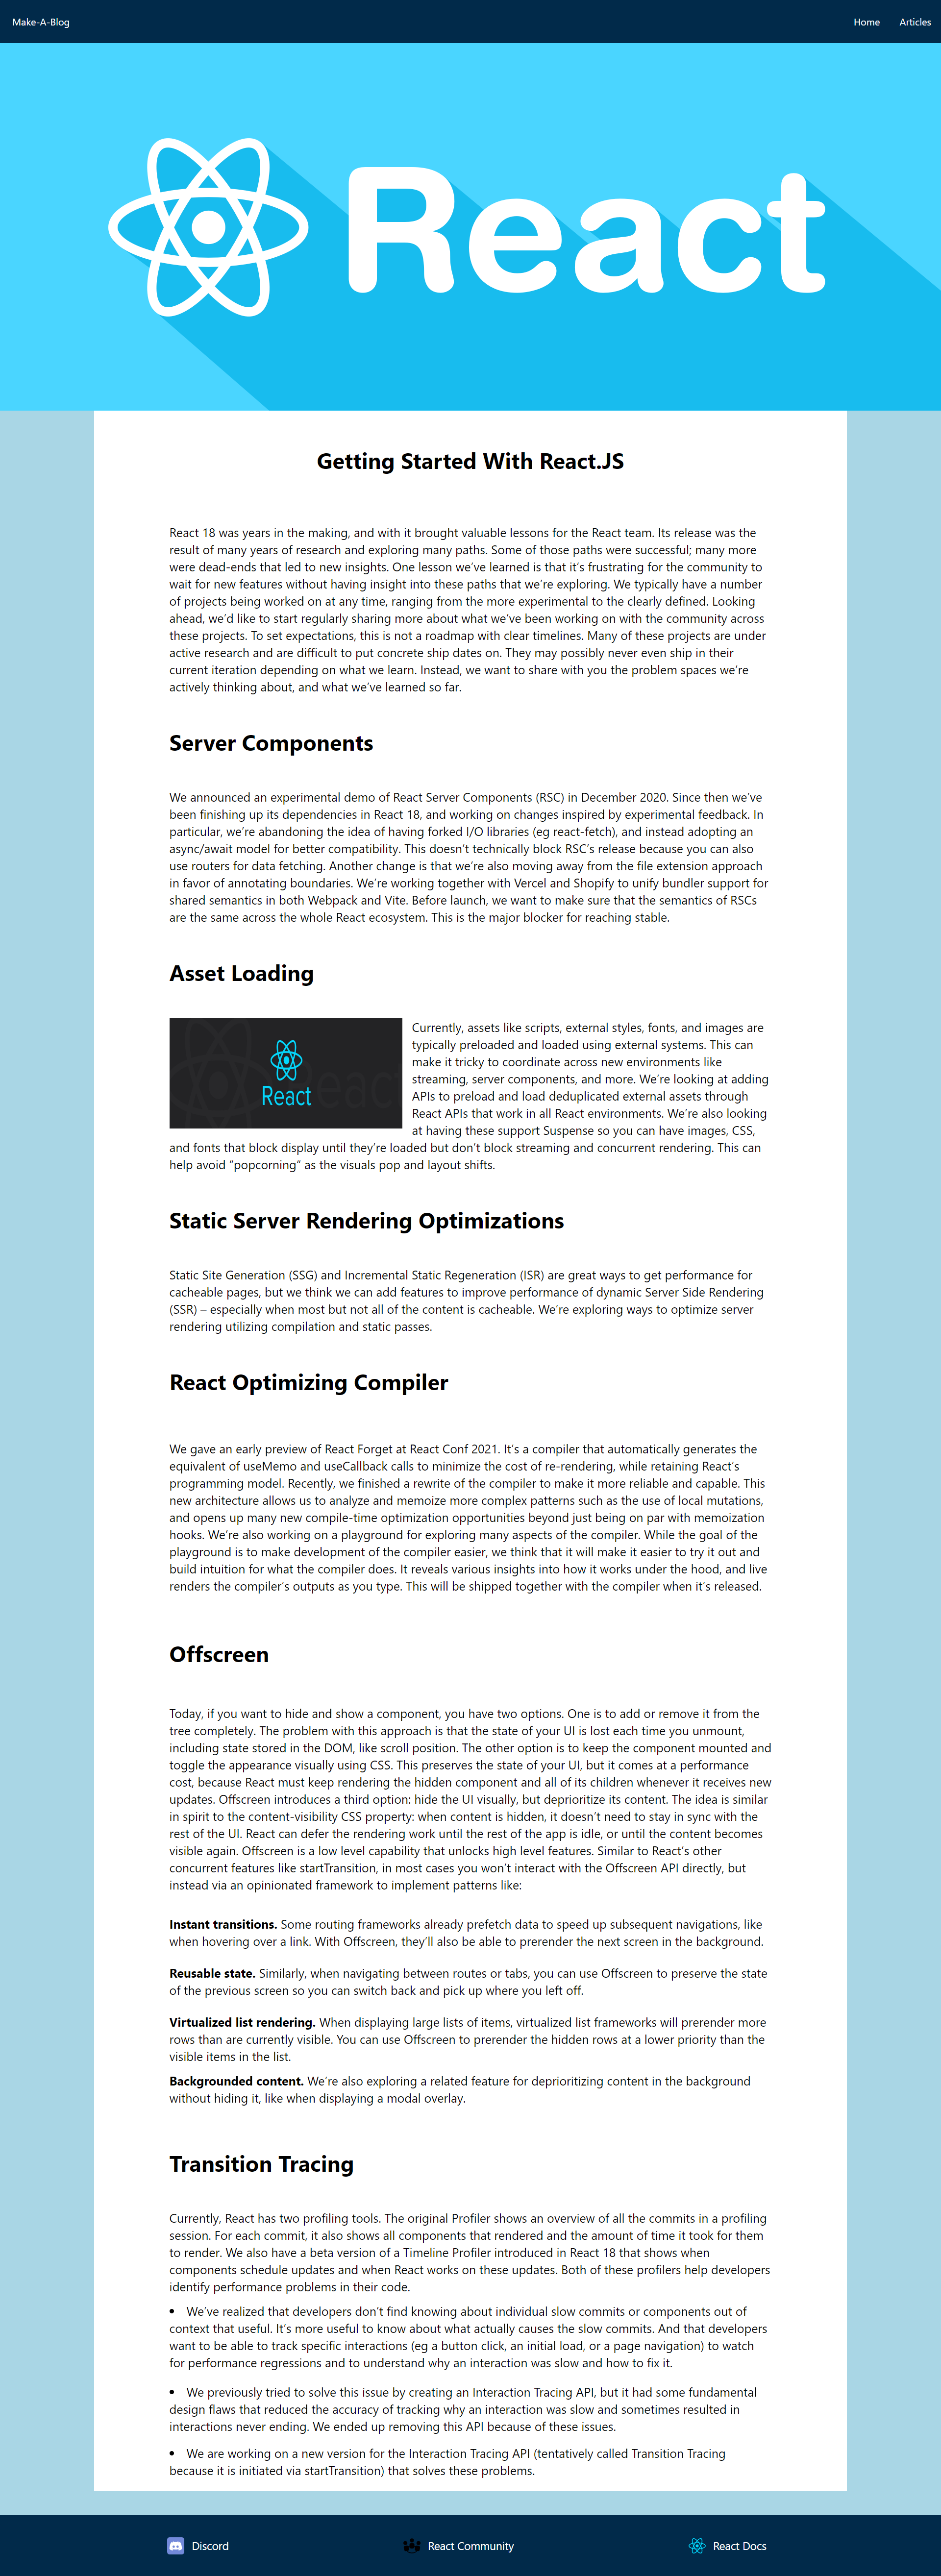 Make-A-Blog
Home
Articles
React
Getting Started With React.JS
React 18 was years in the making, and with it brought valuable lessons for the React team. Its release was the
result of many years of research and exploring many paths. Some of those paths were successful; many more
were dead-ends that led to new insights. One lesson we've learned is that it's frustrating for the community to
wait for new features without having insight into these paths that we're exploring. We typically have a number
of projects being worked on at any time, ranging from the more experimental to the clearly defined. Looking
ahead, we'd like to start regularly sharing more about what we've been working on with the community across
these projects. To set expectations, this is not a roadmap with clear timelines. Many of these projects are under
active research and are difficult to put concrete ship dates on. They may possibly never even ship in their
current iteration depending on what we learn. Instead, we want to share with you the problem spaces we're
actively thinking about, and what we've learned so far.
Server Components
We announced an experimental demo of React Server Components (RSC) in December 2020. Since then we've
been finishing up its dependencies in React 18, and working on changes inspired by experimental feedback. In
particular, we're abandoning the idea of having forked I/O libraries (eg react-fetch), and instead adopting an
async/await model for better compatibility. This doesn't technically block RSC's release because you can also
use routers for data fetching. Another change is that we're also moving away from the file extension approach
in favor of annotating boundaries. We're working together with Vercel and Shopify to unify bundler support for
shared semantics in both Webpack and Vite. Before launch, we want to make sure that the semantics of RSCs
are the same across the whole React ecosystem. This is the major blocker for reaching stable.
Asset Loading
React
Currently, assets like scripts, external styles, fonts, and images are
typically preloaded and loaded using external systems. This can
make it tricky to coordinate across new environments like
streaming, server components, and more. We're looking at adding
APIs to preload and load deduplicated external assets through
React APIs that work in all React environments. We're also looking
at having these support Suspense so you can have images, CSS,
and fonts that block display until they're loaded but don't block streaming and concurrent rendering. This can
help avoid "popcorning" as the visuals pop and layout shifts.
Static Server Rendering Optimizations
Static Site Generation (SSG) and Incremental Static Regeneration (ISR) are great ways to get performance for
cacheable pages, but we think we can add features to improve performance of dynamic Server Side Rendering
(SSR) – especially when most but not all of the content is cacheable. We're exploring ways to optimize server
rendering utilizing compilation and static passes.
React Optimizing Compiler
We gave an early preview of React Forget at React Conf 2021. It's a compiler that automatically generates the
equivalent of useMemo and useCallback calls to minimize the cost of re-rendering, while retaining React's
programming model. Recently, we finished a rewrite of the compiler to make it more reliable and capable. This
new architecture allows us to analyze and memoize more complex patterns such as the use of local mutations,
and opens up many new compile-time optimization opportunities beyond just being on par with memoization
hooks. We're also working on a playground for exploring many aspects of the compiler. While the goal of the
playground is to make development of the compiler easier, we think that it will make it easier to try it out and
build intuition for what the compiler does. It reveals various insights into how it works under the hood, and live
renders the compiler's outputs as you type. This will be shipped together with the compiler when it's released.
Offscreen
Today, if you want to hide and show a component, you have two options. One is to add or remove it from the
tree completely. The problem with this approach is that the state of your UI is lost each time you unmount,
including state stored in the DOM, like scroll position. The other option is to keep the component mounted and
toggle the appearance visually using CSS. This preserves the state of your UI, but it comes at a performance
cost, because React must keep rendering the hidden component and all of its children whenever it receives new
updates. Offscreen introduces a third option: hide the UI visually, but deprioritize its content. The idea is similar
in spirit to the content-visibility CSS property: when content is hidden, it doesn't need to stay in sync with the
rest of the UI. React can defer the rendering work until the rest of the app is idle, or until the content becomes
visible again. Offscreen is a low level capability that unlocks high level features. Similar to React's other
concurrent features like startTransition, in most cases you won't interact with the Offscreen API directly, but
instead via an opinionated framework to implement patterns like:
Instant transitions. Some routing frameworks already prefetch data to speed up subsequent navigations, like
when hovering over a link. With Offscreen, they'll also be able to prerender the next screen in the background.
Reusable state. Similarly, when navigating between routes or tabs, you can use Offscreen to preserve the state
of the previous screen so you can switch back and pick up where you left off.
Virtualized list rendering. When displaying large lists of items, virtualized list frameworks will prerender more
rows than are currently visible. You can use Offscreen to prerender the hidden rows at a lower priority than the
visible items in the list.
Backgrounded content. We're also exploring a related feature for deprioritizing content in the background
without hiding it, like when displaying a modal overlay.
Transition Tracing
Currently, React has two profiling tools. The original Profiler shows an overview of all the commits in a profiling
session. For each commit, it also shows all components that rendered and the amount of time it took for them
to render. We also have a beta version of a Timeline Profiler introduced in React 18 that shows when
components schedule updates and when React works on these updates. Both of these profilers help developers
identify performance problems in their code.
• We've realized that developers don't find knowing about individual slow commits or components out of
context that useful. It's more useful to know about what actually causes the slow commits. And that developers
want to be able to track specific interactions (eg a button click, an initial load, or a page navigation) to watch
for performance regressions and to understand why an interaction was slow and how to fix it.
• We previously tried to solve this issue by creating an Interaction Tracing API, but it had some fundamental
design flaws that reduced the accuracy of tracking why an interaction was slow and sometimes resulted in
interactions never ending. We ended up removing this API because of these issues.
• We are working on a new version for the Interaction Tracing API (tentatively called Transition Tracing
because it is initiated via startTransition) that solves these problems.
Discord
React Community
React Docs